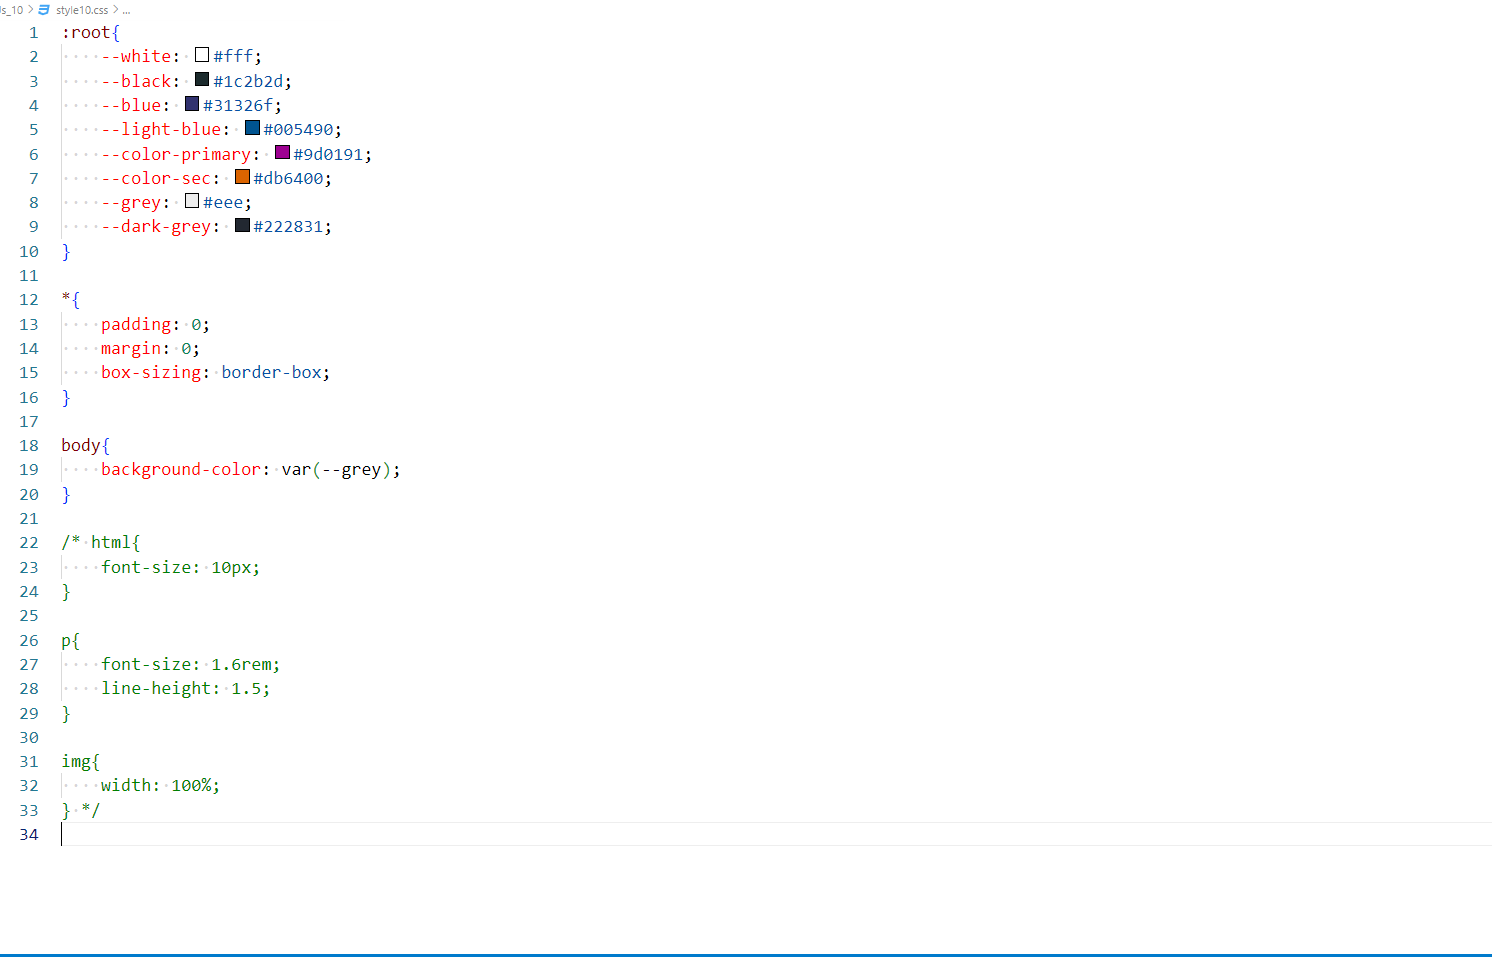 s_10 > style10.css > ...
1 :root{
2 ····--white:·#fff;
3 ····--black:·#1c2b2d;
4 ····--blue:·#31326f;
5 ····--light-blue:·#005490;
6 ····--color-primary:·#9d0191;
7 ····--color-sec:·#db6400;
8 ····--grey:·#eee;
9 ····--dark-grey:·#222831;
10 }
11
12 *{
13 ····padding:·0;
14 ····margin:·0;
15 ····box-sizing:·border-box;
16 }
17
18 body{
19 ····background-color:·var(--grey);
20 }
21
22 /*·html{
23 ····font-size:·10px;
24 }
25
26 p{
27 ····font-size:·1.6rem;
28 ····line-height:·1.5;
29 }
30
31 img{
32 ····width:·100%;
33 }·*/
34